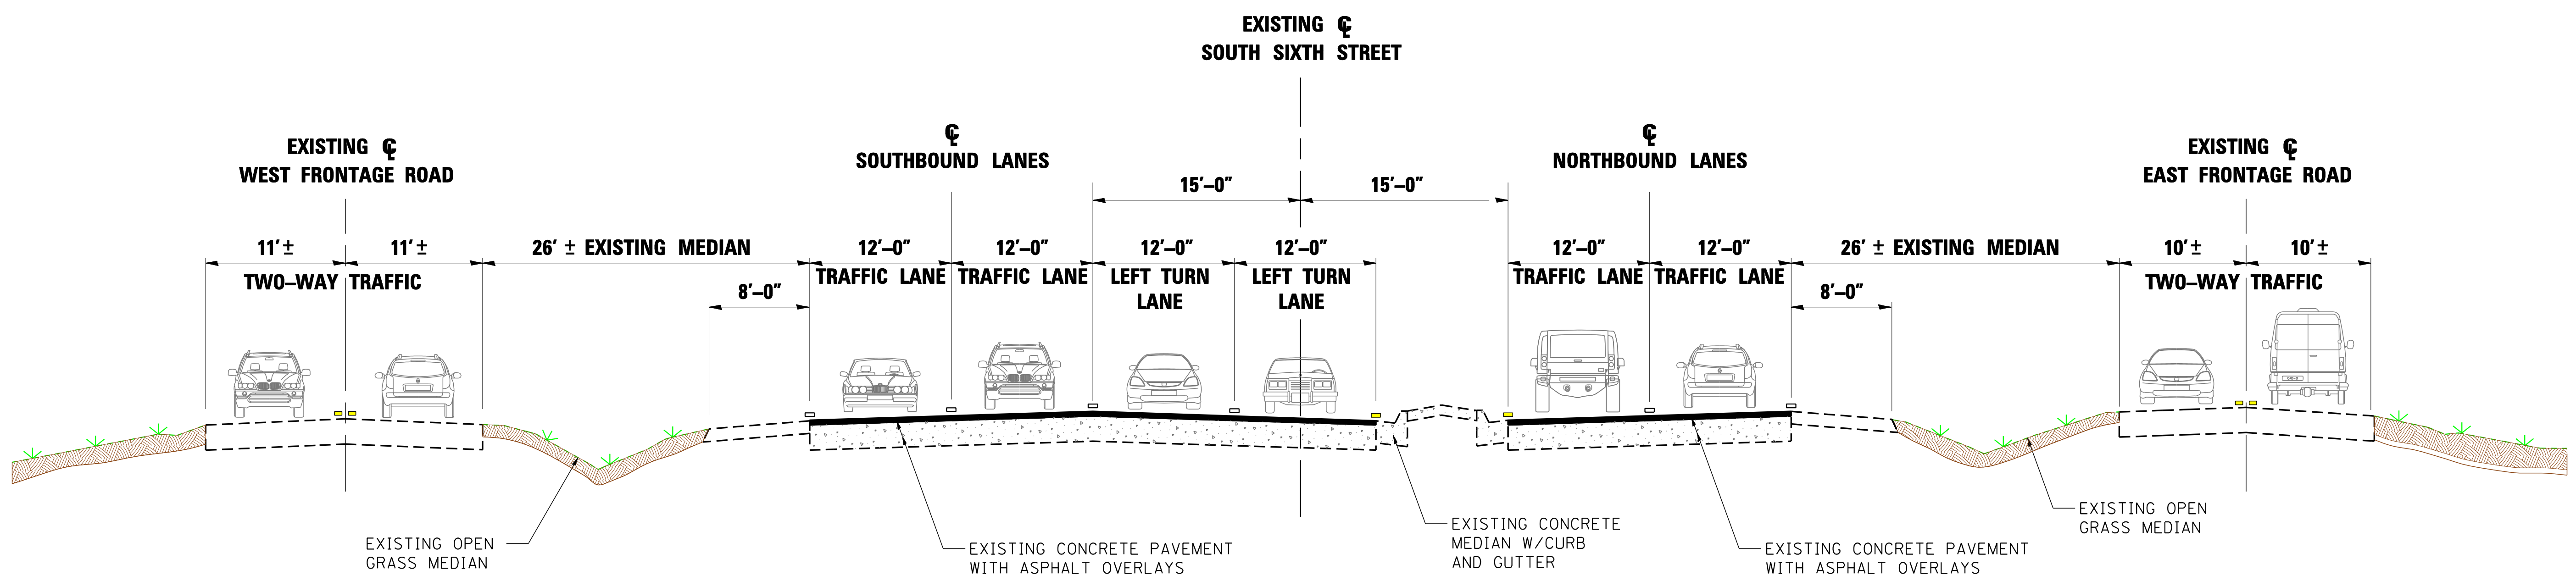 EXISTING ℄
SOUTH SIXTH STREET
EXISTING ℄
WEST FRONTAGE ROAD
℄
SOUTHBOUND LANES
℄
NORTHBOUND LANES
EXISTING ℄
EAST FRONTAGE ROAD
15'–0"
15'–0"
11' ±
11' ±
26' ± EXISTING MEDIAN
12'–0"
12'–0"
12'–0"
12'–0"
12'–0"
12'–0"
26' ± EXISTING MEDIAN
10' ±
10' ±
TWO–WAY TRAFFIC
8'–0"
TRAFFIC LANE
TRAFFIC LANE
LEFT TURN
LANE
LEFT TURN
LANE
TRAFFIC LANE
TRAFFIC LANE
8'–0"
TWO–WAY TRAFFIC
EXISTING OPEN
GRASS MEDIAN
EXISTING CONCRETE PAVEMENT
WITH ASPHALT OVERLAYS
EXISTING CONCRETE
MEDIAN W/CURB
AND GUTTER
EXISTING CONCRETE PAVEMENT
WITH ASPHALT OVERLAYS
EXISTING OPEN
GRASS MEDIAN